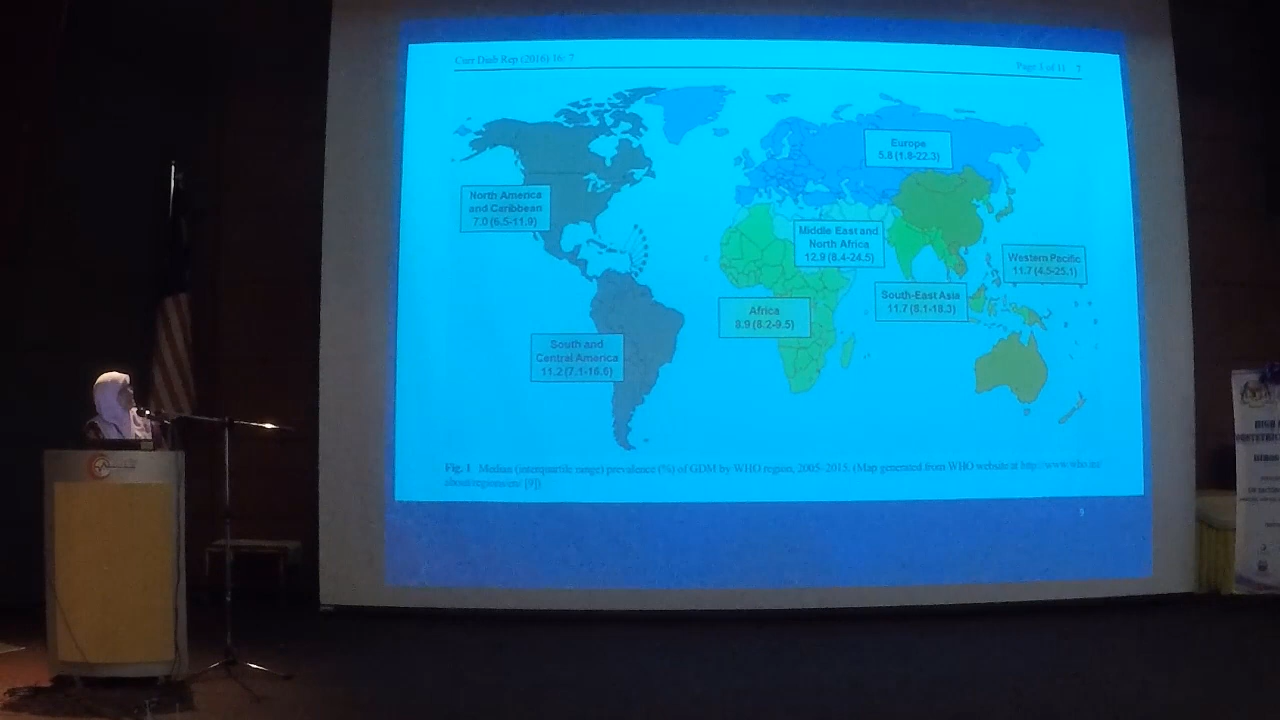 Curr Diab Rep (2016) 16: 7
Page 3 of 11 7
Europe
5.8 (1.8-22.3)
North America
and Caribbean
7.0 (6.5-11.9)
Middle East and
North Africa
12.9 (8.4-24.5)
Western Pacific
11.7 (4.5-25.1)
South-East Asia
11.7 (8.1-18.3)
Africa
8.9 (8.2-9.5)
South and
Central America
11.2 (7.1-16.6)
Fig. 1 Median (interquartile range) prevalence (%) of GDM by WHO region, 2005–2015. (Map generated from WHO website at http://www.who.int/
about/regions/en/ [9])
9
HIGH